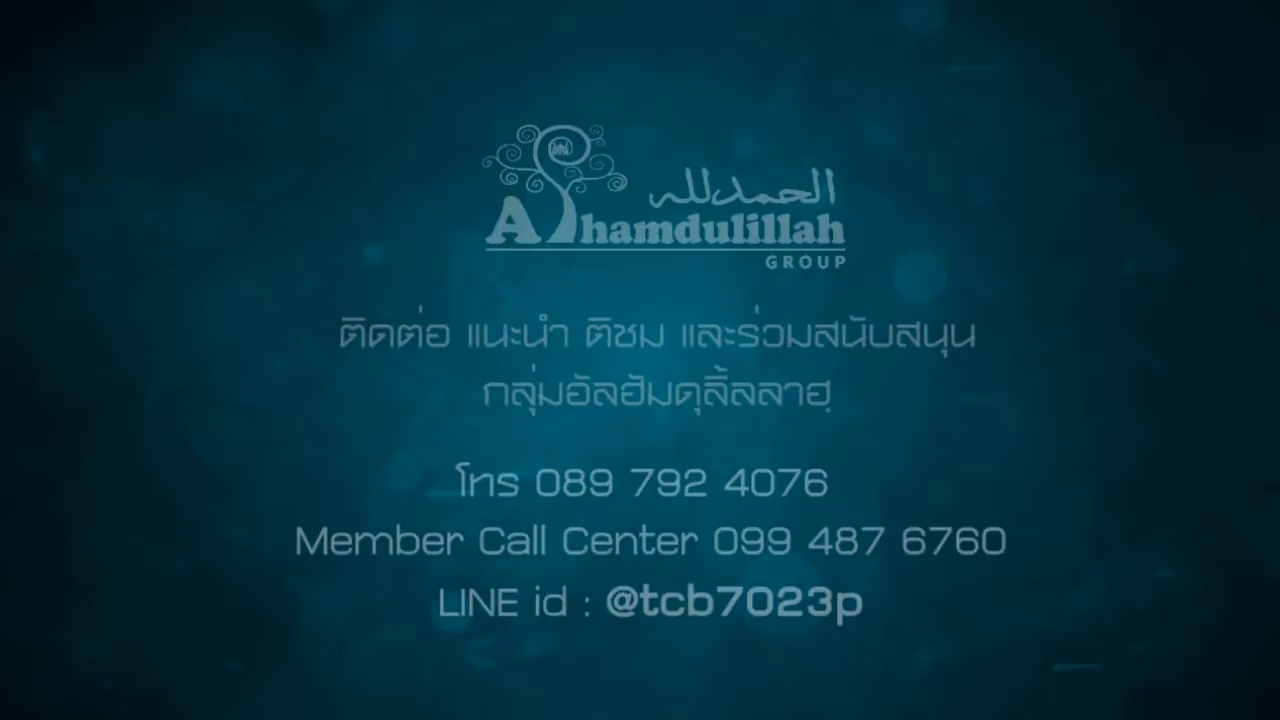 الحمدلله
Alhamdulillah
GROUP
ติดต่อ แนะนำ ติชม และร่วมสนับสนุน
กลุ่มอัลฮัมดุลิ้ลลาฮฺ
โทร 089 792 4076
Member Call Center 099 487 6760
LINE id : @tcb7023p